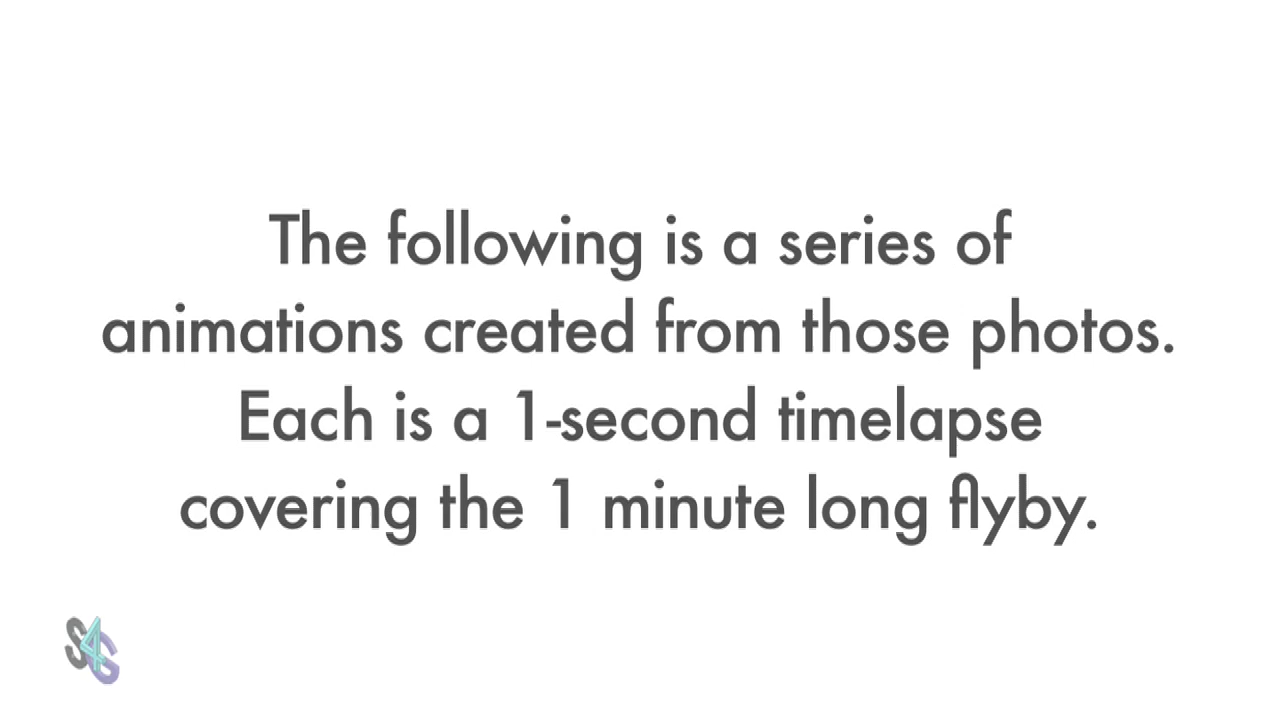 The following is a series of
animations created from those photos.
Each is a 1-second timelapse
covering the 1 minute long flyby.
S4G